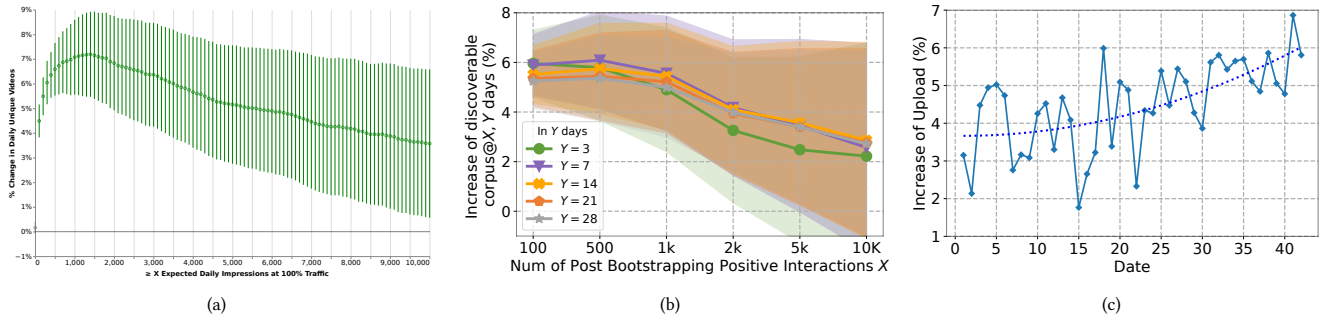 9%
8%
7%
6%
5%
4%
3%
2%
1%
0%
−1%
% Change in Daily Unique Videos
0 1,000 2,000 3,000 4,000 5,000 6,000 7,000 8,000 9,000 10,000
≥ X Expected Daily Impressions at 100% Traffic
(a)
8
6
4
2
0
Increase of discoverable
corpus@X, Y days (%)
In Y days
Y = 3
Y = 7
Y = 14
Y = 21
Y = 28
100 500 1k 2k 5k 10K
Num of Post Bootstrapping Positive Interactions X
(b)
7
6
5
4
3
2
1
Increase of Upload (%)
0 5 10 15 20 25 30 35 40
Date
(c)